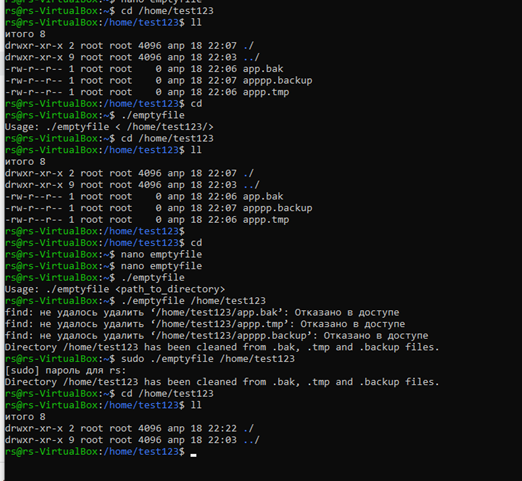 rs@rs-VirtualBox:~$ nano emptyfile
rs@rs-VirtualBox:~$ cd /home/test123
rs@rs-VirtualBox:/home/test123$ ll
итого 8
drwxr-xr-x 2 root root 4096 апр 18 22:07 ./
drwxr-xr-x 9 root root 4096 апр 18 22:03 ../
-rw-r--r-- 1 root root    0 апр 18 22:06 app.bak
-rw-r--r-- 1 root root    0 апр 18 22:07 apppp.backup
-rw-r--r-- 1 root root    0 апр 18 22:06 appp.tmp
rs@rs-VirtualBox:/home/test123$ cd
rs@rs-VirtualBox:~$ ./emptyfile
Usage: ./emptyfile < /home/test123/>
rs@rs-VirtualBox:~$ cd /home/test123
rs@rs-VirtualBox:/home/test123$ ll
итого 8
drwxr-xr-x 2 root root 4096 апр 18 22:07 ./
drwxr-xr-x 9 root root 4096 апр 18 22:03 ../
-rw-r--r-- 1 root root    0 апр 18 22:06 app.bak
-rw-r--r-- 1 root root    0 апр 18 22:07 apppp.backup
-rw-r--r-- 1 root root    0 апр 18 22:06 appp.tmp
rs@rs-VirtualBox:/home/test123$
rs@rs-VirtualBox:/home/test123$ cd
rs@rs-VirtualBox:~$ nano emptyfile
rs@rs-VirtualBox:~$ nano emptyfile
rs@rs-VirtualBox:~$ ./emptyfile
Usage: ./emptyfile <path_to_directory>
rs@rs-VirtualBox:~$ ./emptyfile /home/test123
find: не удалось удалить ‘/home/test123/app.bak’: Отказано в доступе
find: не удалось удалить ‘/home/test123/appp.tmp’: Отказано в доступе
find: не удалось удалить ‘/home/test123/apppp.backup’: Отказано в доступе
Directory /home/test123 has been cleaned from .bak, .tmp and .backup files.
rs@rs-VirtualBox:~$ sudo ./emptyfile /home/test123
[sudo] пароль для rs:
Directory /home/test123 has been cleaned from .bak, .tmp and .backup files.
rs@rs-VirtualBox:~$ cd /home/test123
rs@rs-VirtualBox:/home/test123$ ll
итого 8
drwxr-xr-x 2 root root 4096 апр 18 22:22 ./
drwxr-xr-x 9 root root 4096 апр 18 22:03 ../
rs@rs-VirtualBox:/home/test123$